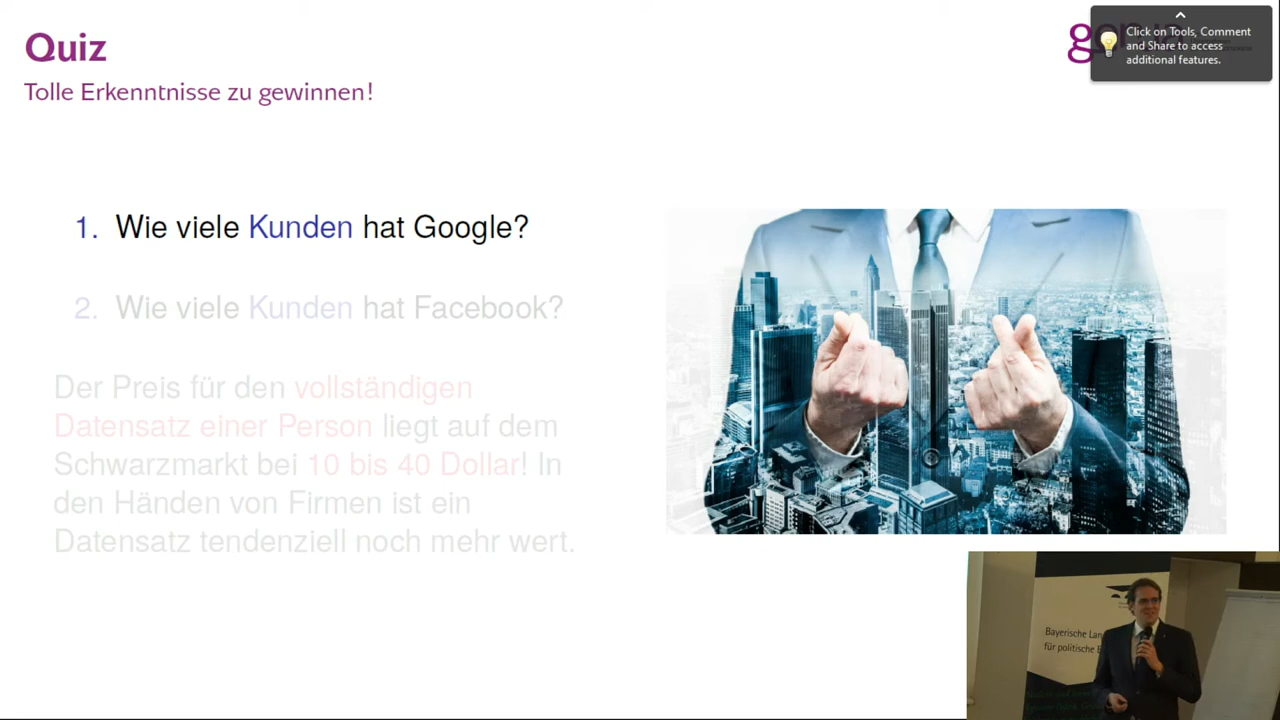 Quiz
Tolle Erkenntnisse zu gewinnen!
Click on Tools, Comment
and Share to access
additional features.
1. Wie viele Kunden hat Google?
2. Wie viele Kunden hat Facebook?
Der Preis für den vollständigen
Datensatz einer Person liegt auf dem
Schwarzmarkt bei 10 bis 40 Dollar! In
den Händen von Firmen ist ein
Datensatz tendenziell noch mehr wert.
Bayerische Lan
für politische B